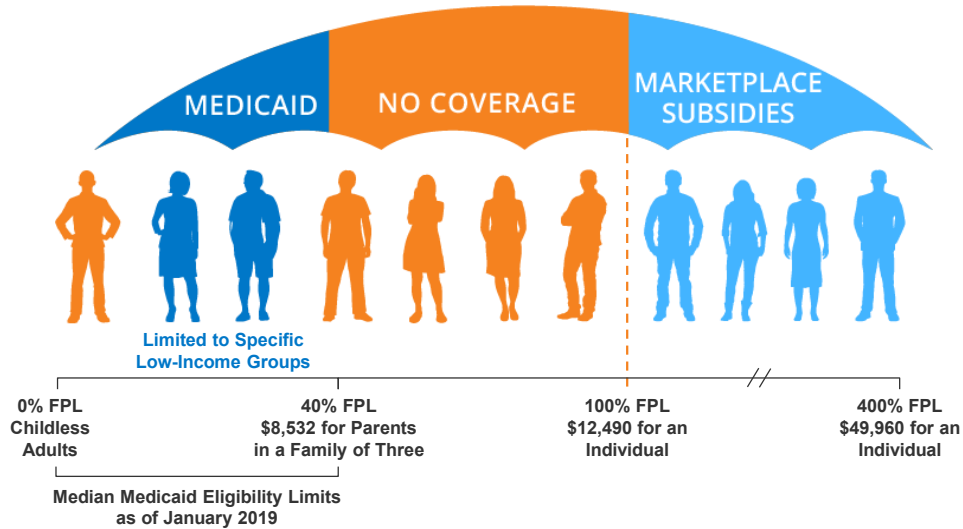 MEDICAID
NO COVERAGE
MARKETPLACE
SUBSIDIES
Limited to Specific
Low-Income Groups
0% FPL
Childless
Adults
40% FPL
$8,532 for Parents
in a Family of Three
100% FPL
$12,490 for an
Individual
400% FPL
$49,960 for an
Individual
Median Medicaid Eligibility Limits
as of January 2019